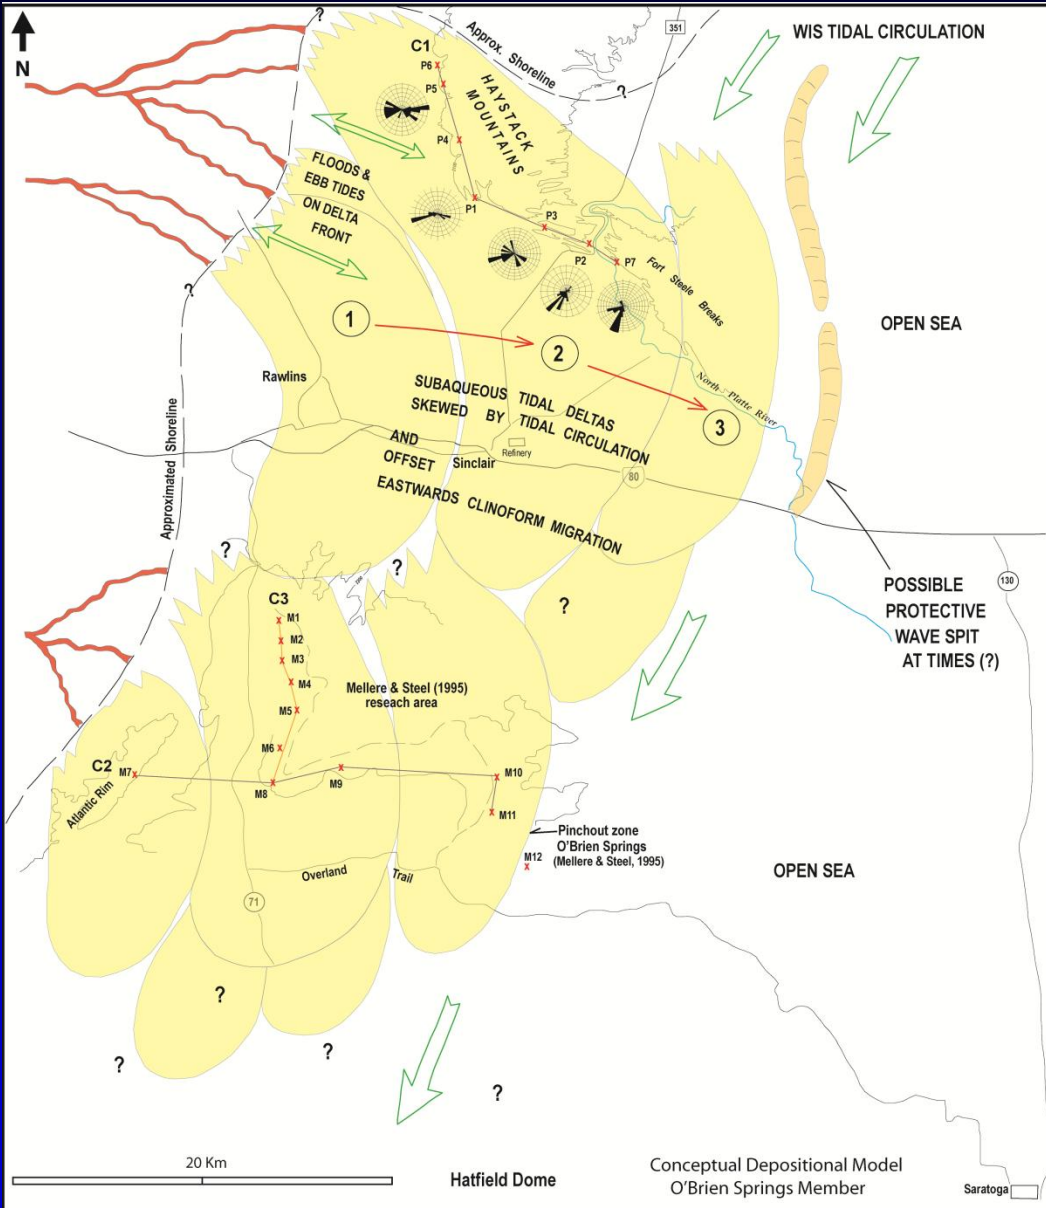 N
?
C1
P6
P5
Approx. Shoreline
351
WIS TIDAL CIRCULATION
?
HAYSTACK
MOUNTAINS
P4
FLOODS &
EBB TIDES
ON DELTA
FRONT
P1
P3
P2
P7
Fort Steele Breaks
?
OPEN SEA
1
2
3
Rawlins
Approximated Shoreline
SUBAQUEOUS TIDAL DELTAS
SKEWED BY TIDAL CIRCULATION
AND
OFFSET
EASTWARDS CLINOFORM MIGRATION
Sinclair
Refinery
80
North Platte River
?
?
?
130
POSSIBLE
PROTECTIVE
WAVE SPIT
AT TIMES (?)
C3
M1
M2
M3
M4
M5
M6
Mellere & Steel (1995)
reseach area
C2
M7
Atlantic Rim
M8
M9
M10
M11
M12
Pinchout zone
O'Brien Springs
(Mellere & Steel, 1995)
Overland Trail
71
OPEN SEA
?
?
?
?
20 Km
Hatfield Dome
Conceptual Depositional Model
O'Brien Springs Member
Saratoga